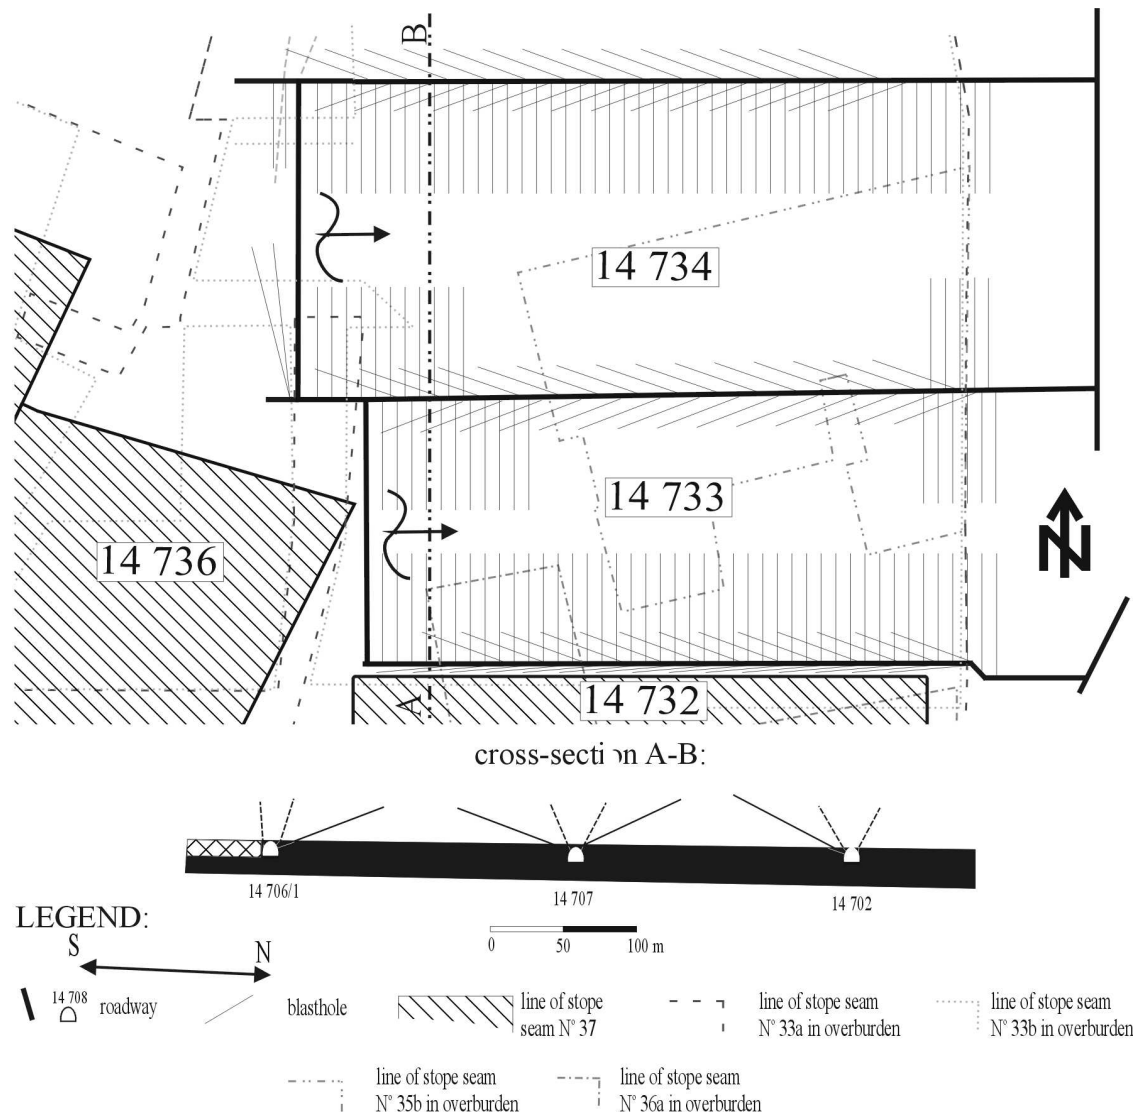 B
14 734
14 733
14 736
N
14 732
A
cross-section A-B:
14 706/1
14 707
14 702
LEGEND:
S
N
0 50 100 m
14 708
roadway
blasthole
line of stope
seam N° 37
line of stope seam
N° 33a in overburden
line of stope seam
N° 33b in overburden
line of stope seam
N° 35b in overburden
line of stope seam
N° 36a in overburden